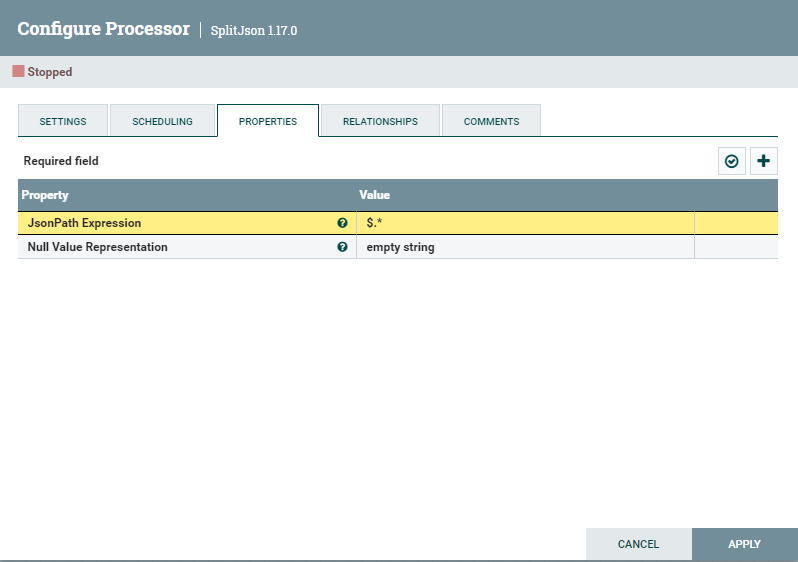 Configure Processor | SplitJson 1.17.0
Stopped
SETTINGS SCHEDULING PROPERTIES RELATIONSHIPS COMMENTS
Required field
Property Value
JsonPath Expression $.*
Null Value Representation empty string
CANCEL APPLY